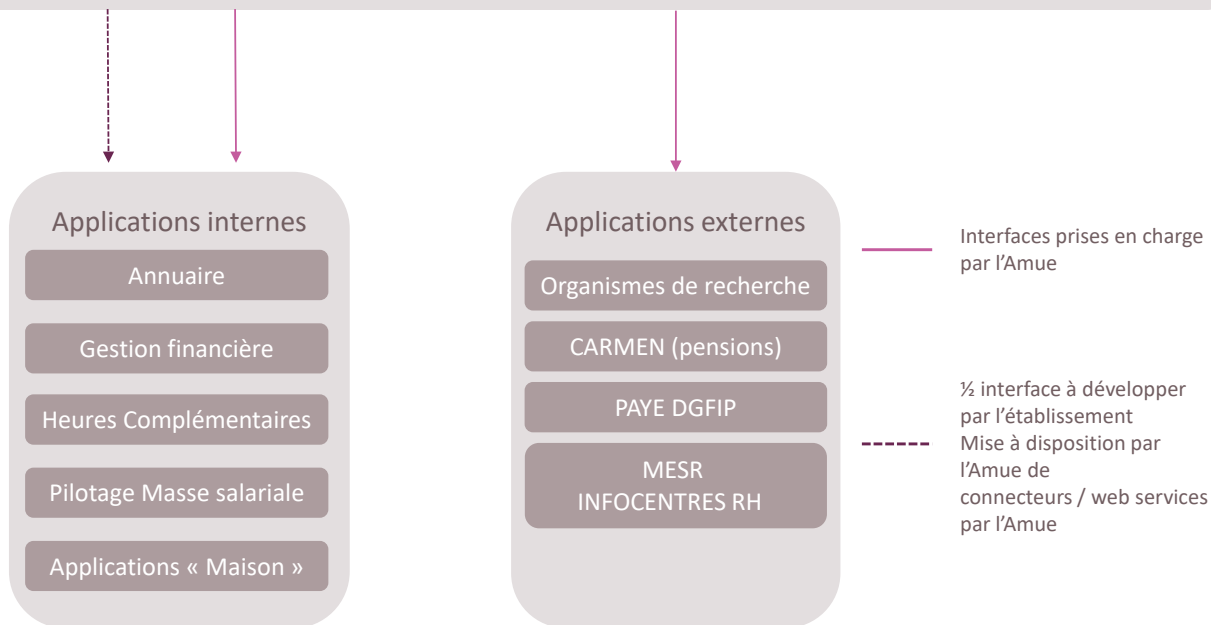 Applications internes
Annuaire
Gestion financière
Heures Complémentaires
Pilotage Masse salariale
Applications « Maison »
Applications externes
Organismes de recherche
CARMEN (pensions)
PAYE DGFIP
MESR
INFOCENTRES RH
Interfaces prises en charge
par l'Amue
½ interface à développer
par l'établissement
Mise à disposition par
l'Amue de
connecteurs / web services
par l'Amue